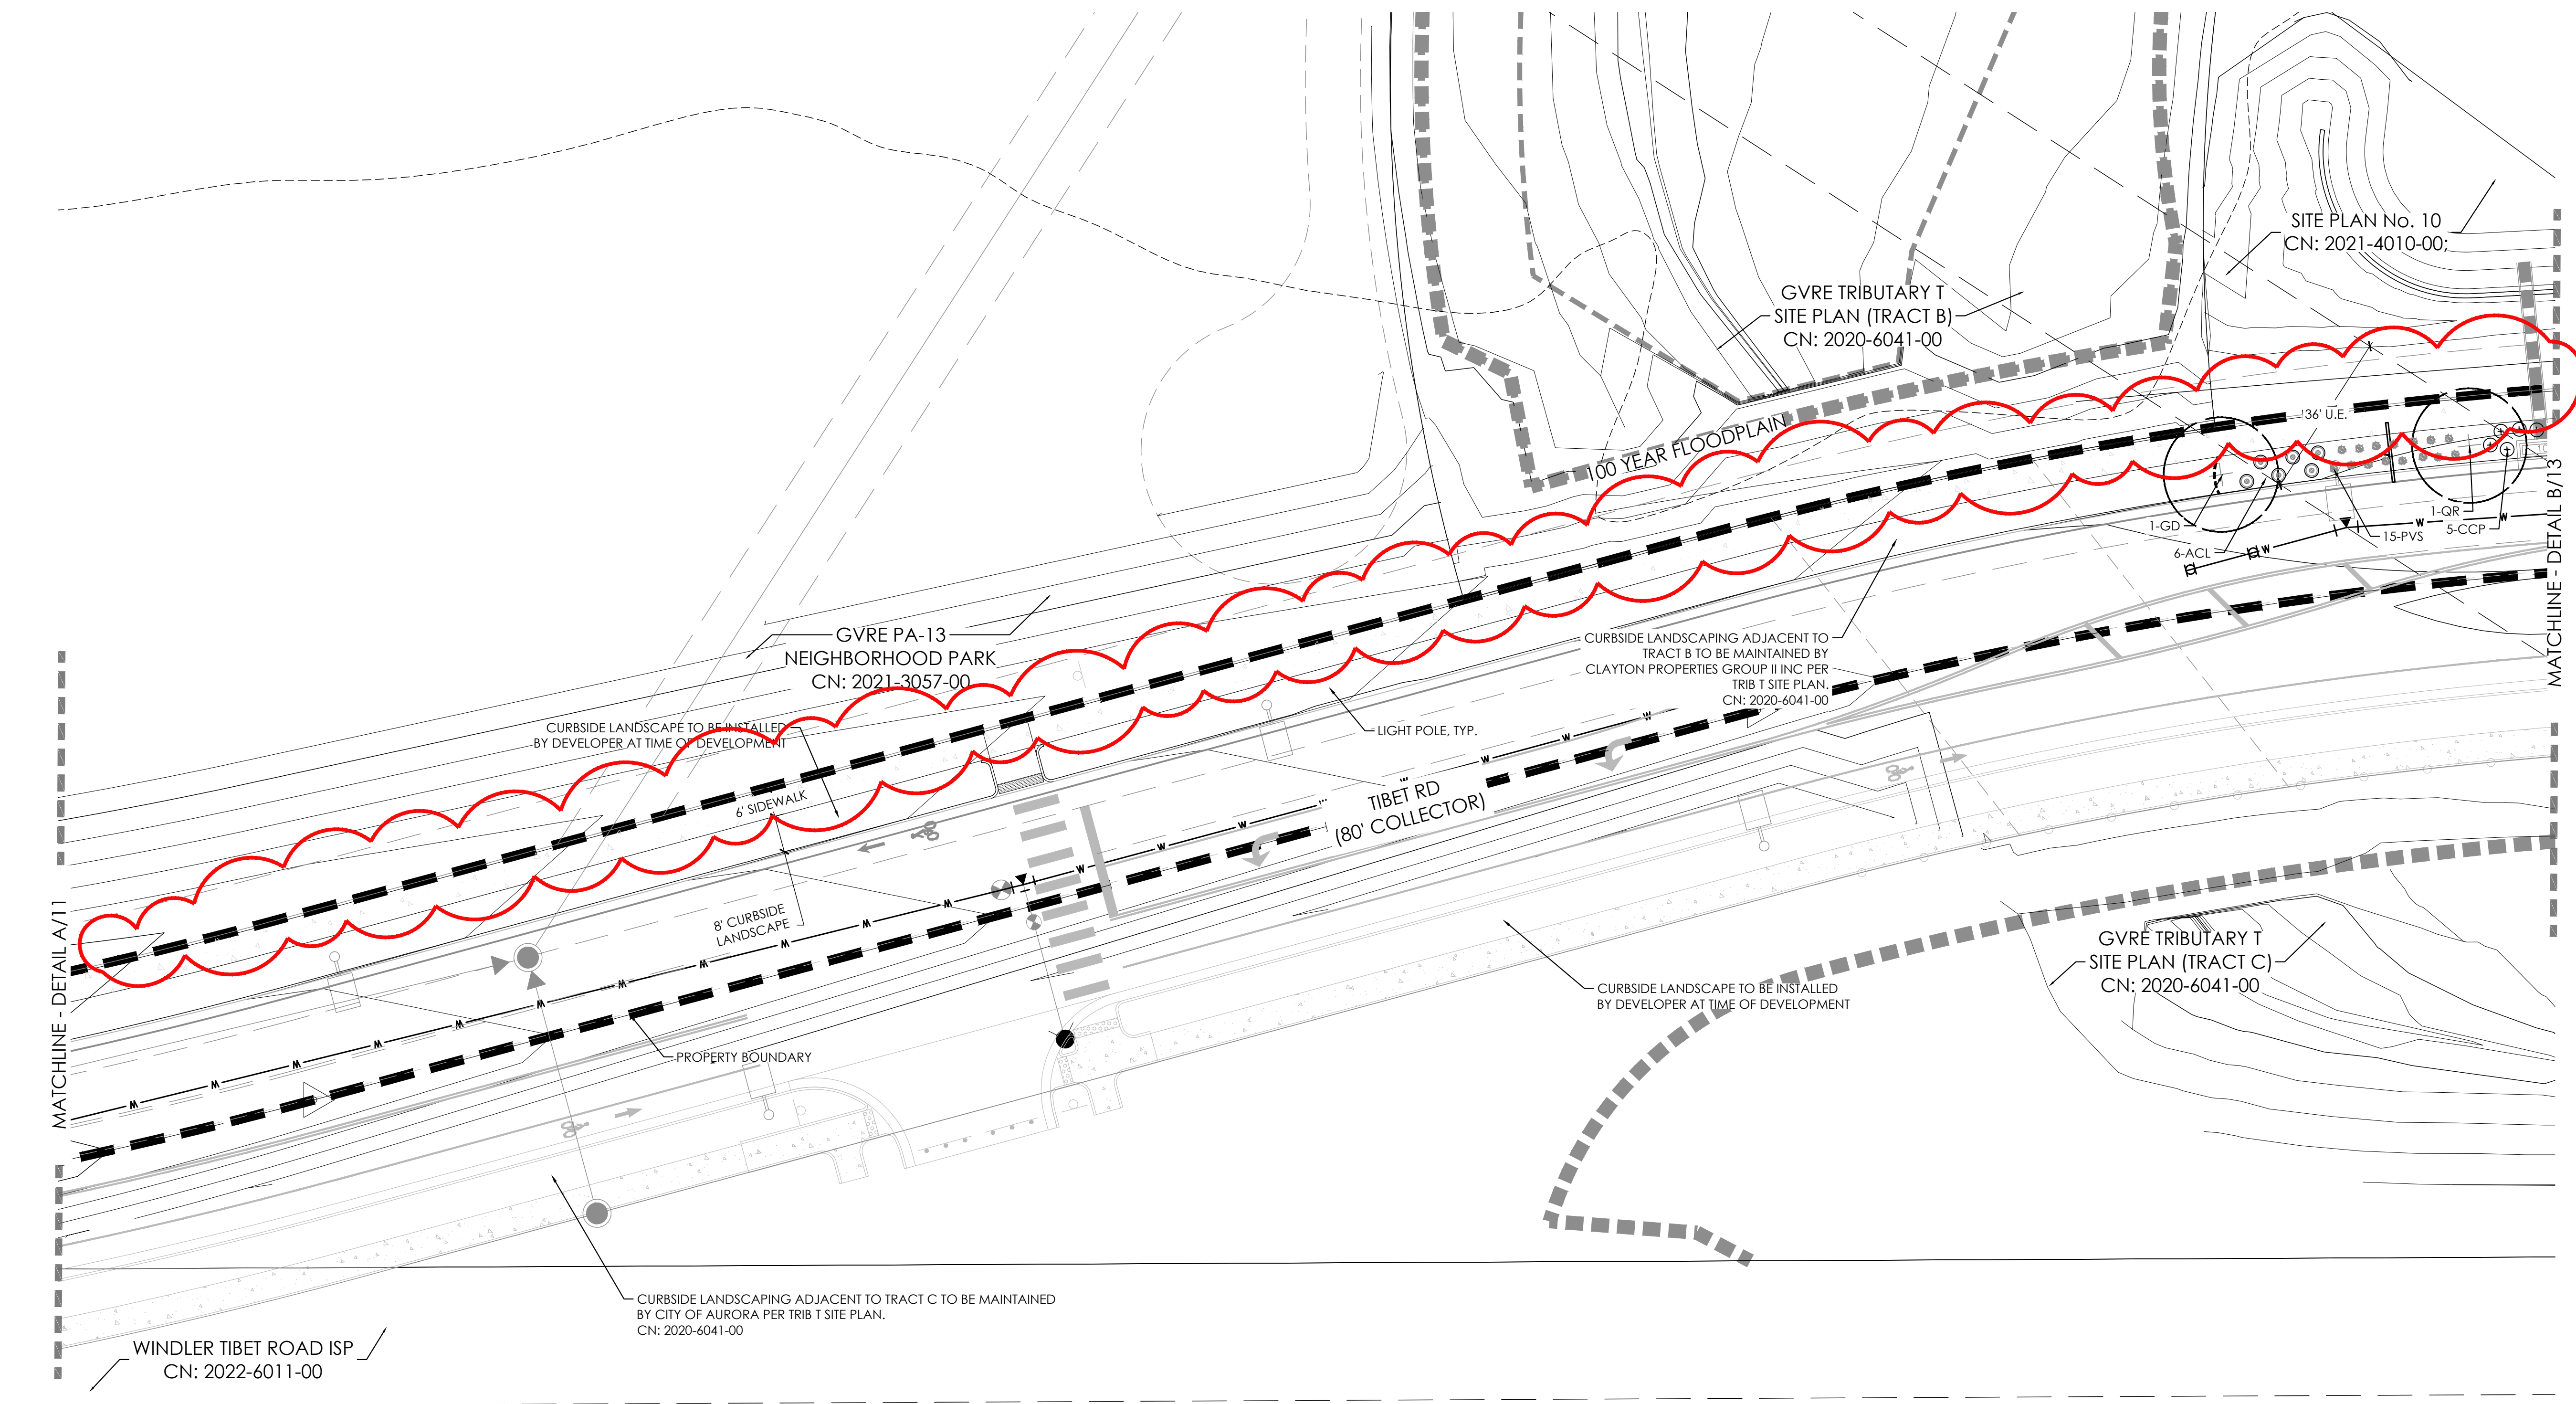 SITE PLAN No. 10
CN: 2021-4010-00;
GVRE TRIBUTARY T
SITE PLAN (TRACT B)
CN: 2020-6041-00
36' U.E.
100 YEAR FLOODPLAIN
1-GD
6-ACL
15-PVS
1-QR
5-CCP
MATCHLINE - DETAIL B/13
GVRE PA-13
NEIGHBORHOOD PARK
CN: 2021-3057-00
CURBSIDE LANDSCAPING ADJACENT TO
TRACT B TO BE MAINTAINED BY
CLAYTON PROPERTIES GROUP II INC PER
TRIB T SITE PLAN.
CN: 2020-6041-00
CURBSIDE LANDSCAPE TO BE INSTALLED
BY DEVELOPER AT TIME OF DEVELOPMENT
LIGHT POLE, TYP.
6' SIDEWALK
TIBET RD
(80' COLLECTOR)
8' CURBSIDE
LANDSCAPE
W W W W W W W W W W W W W W W W W W W W
MATCHLINE - DETAIL A/11
PROPERTY BOUNDARY
CURBSIDE LANDSCAPE TO BE INSTALLED
BY DEVELOPER AT TIME OF DEVELOPMENT
GVRE TRIBUTARY T
SITE PLAN (TRACT C)
CN: 2020-6041-00
CURBSIDE LANDSCAPING ADJACENT TO TRACT C TO BE MAINTAINED
BY CITY OF AURORA PER TRIB T SITE PLAN.
CN: 2020-6041-00
WINDLER TIBET ROAD ISP
CN: 2022-6011-00